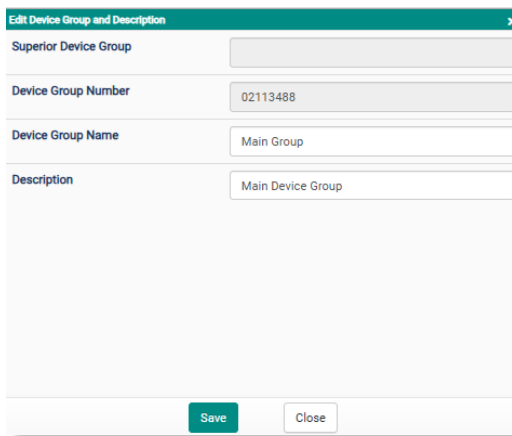 Edit Device Group and Description x
Superior Device Group
Device Group Number 02113488
Device Group Name Main Group
Description Main Device Group
Save Close